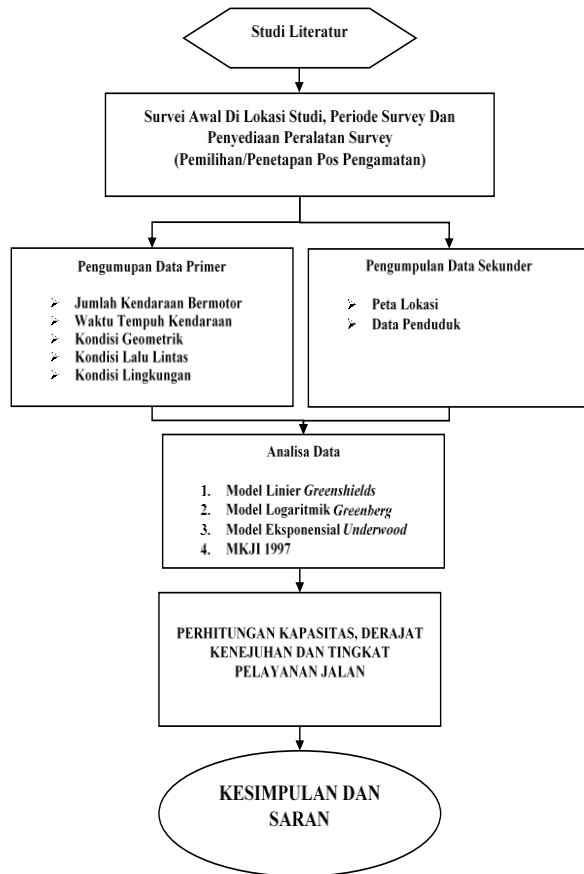 Studi Literatur
Survei Awal Di Lokasi Studi, Periode Survey Dan
Penyediaan Peralatan Survey
(Pemilihan/Penetapan Pos Pengamatan)
Pengumupan Data Primer
➢ Jumlah Kendaraan Bermotor
➢ Waktu Tempuh Kendaraan
➢ Kondisi Geometrik
➢ Kondisi Lalu Lintas
➢ Kondisi Lingkungan
Pengumpulan Data Sekunder
➢ Peta Lokasi
➢ Data Penduduk
Analisa Data
1. Model Linier Greenshields
2. Model Logaritmik Greenberg
3. Model Eksponensial Underwood
4. MKJI 1997
PERHITUNGAN KAPASITAS, DERAJAT
KENEJUHAN DAN TINGKAT
PELAYANAN JALAN
KESIMPULAN DAN
SARAN